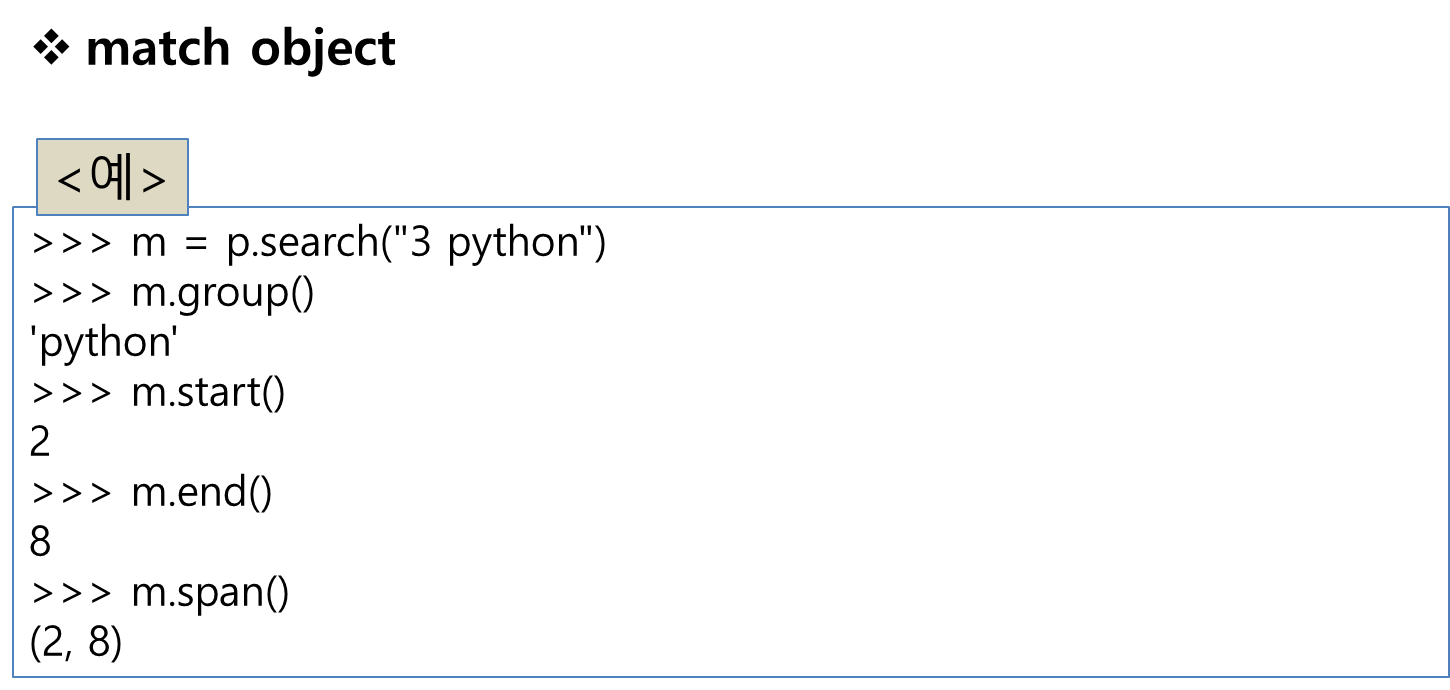 ❖ match object
<예>
>>> m = p.search("3 python")
>>> m.group()
'python'
>>> m.start()
2
>>> m.end()
8
>>> m.span()
(2, 8)